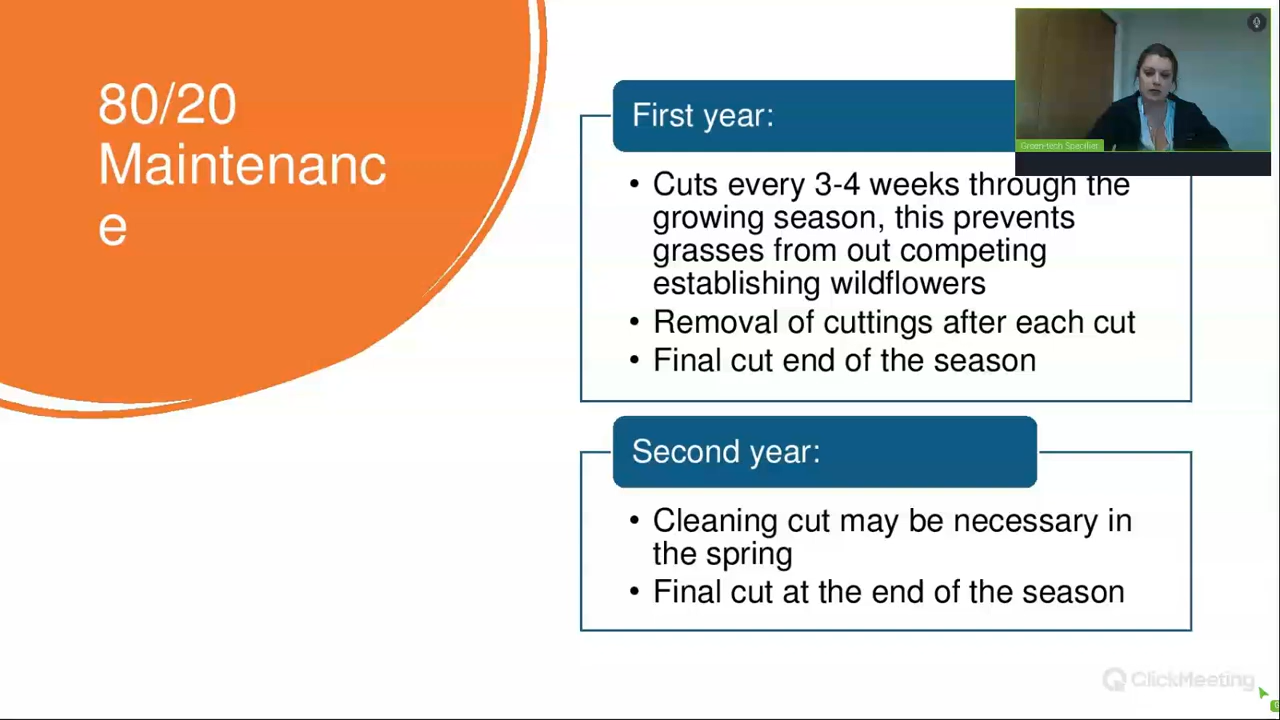 80/20
Maintenanc
e
First year:
• Cuts every 3-4 weeks through the
growing season, this prevents
grasses from out competing
establishing wildflowers
• Removal of cuttings after each cut
• Final cut end of the season
Second year:
• Cleaning cut may be necessary in
the spring
• Final cut at the end of the season
Green-tech Specifier
ClickMeeting